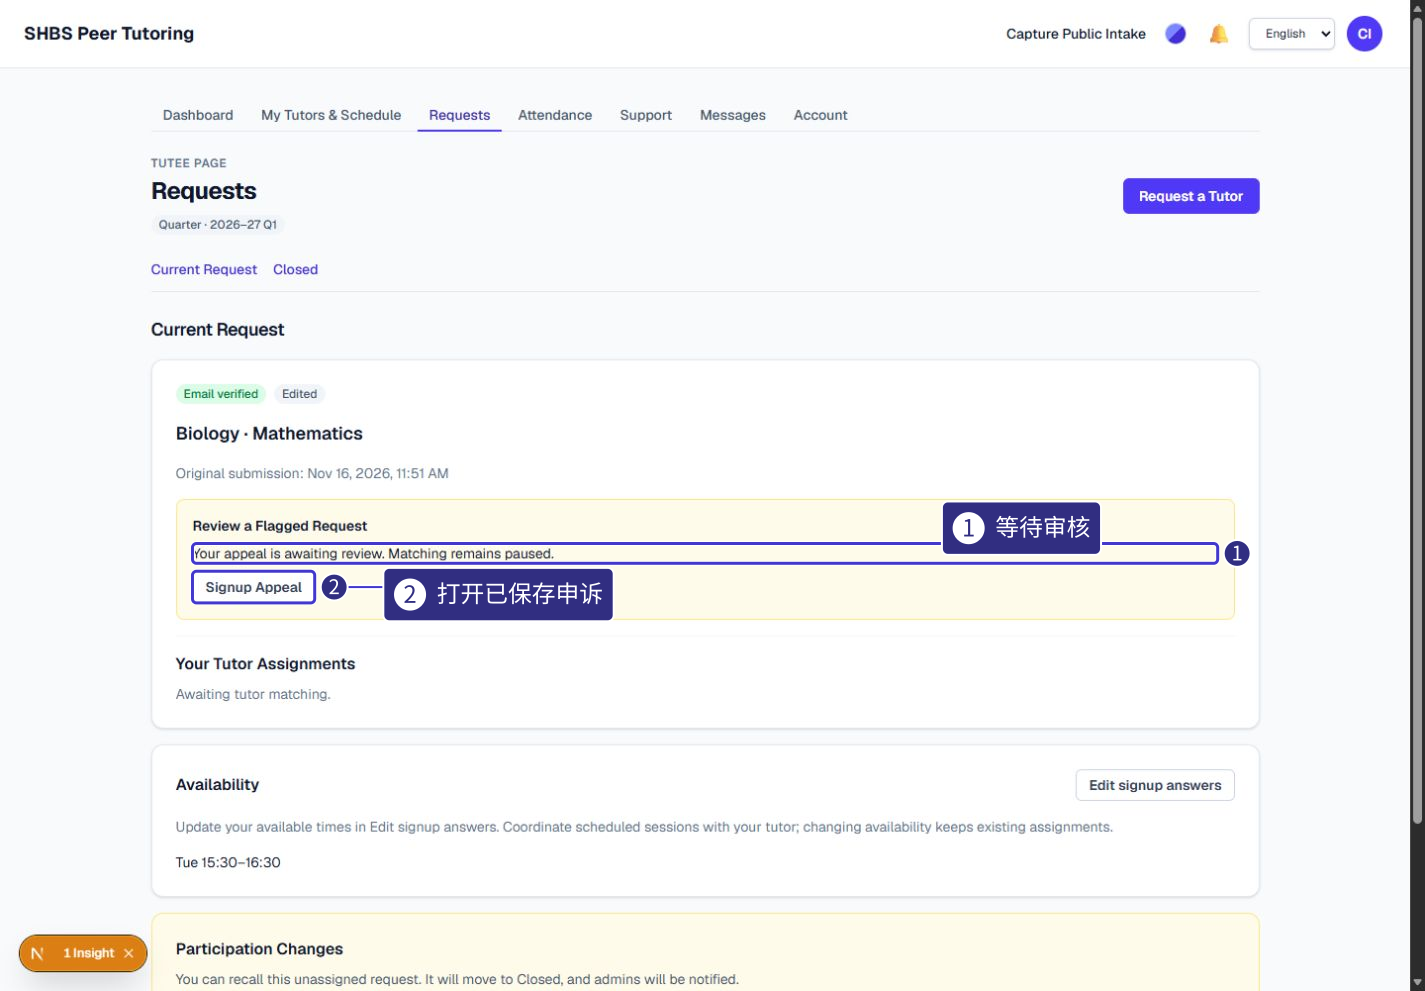 SHBS Peer Tutoring
Capture Public Intake
English
CI
Dashboard
My Tutors & Schedule
Requests
Attendance
Support
Messages
Account
TUTEE PAGE
Requests
Request a Tutor
Quarter · 2026–27 Q1
Current Request
Closed
Current Request
Email verified
Edited
Biology · Mathematics
Original submission: Nov 16, 2026, 11:51 AM
Review a Flagged Request
1 等待审核
Your appeal is awaiting review. Matching remains paused.
1
Signup Appeal
2
2 打开已保存申诉
Your Tutor Assignments
Awaiting tutor matching.
Availability
Edit signup answers
Update your available times in Edit signup answers. Coordinate scheduled sessions with your tutor; changing availability keeps existing assignments.
Tue 15:30–16:30
Participation Changes
N 1 Insight ×
You can recall this unassigned request. It will move to Closed, and admins will be notified.